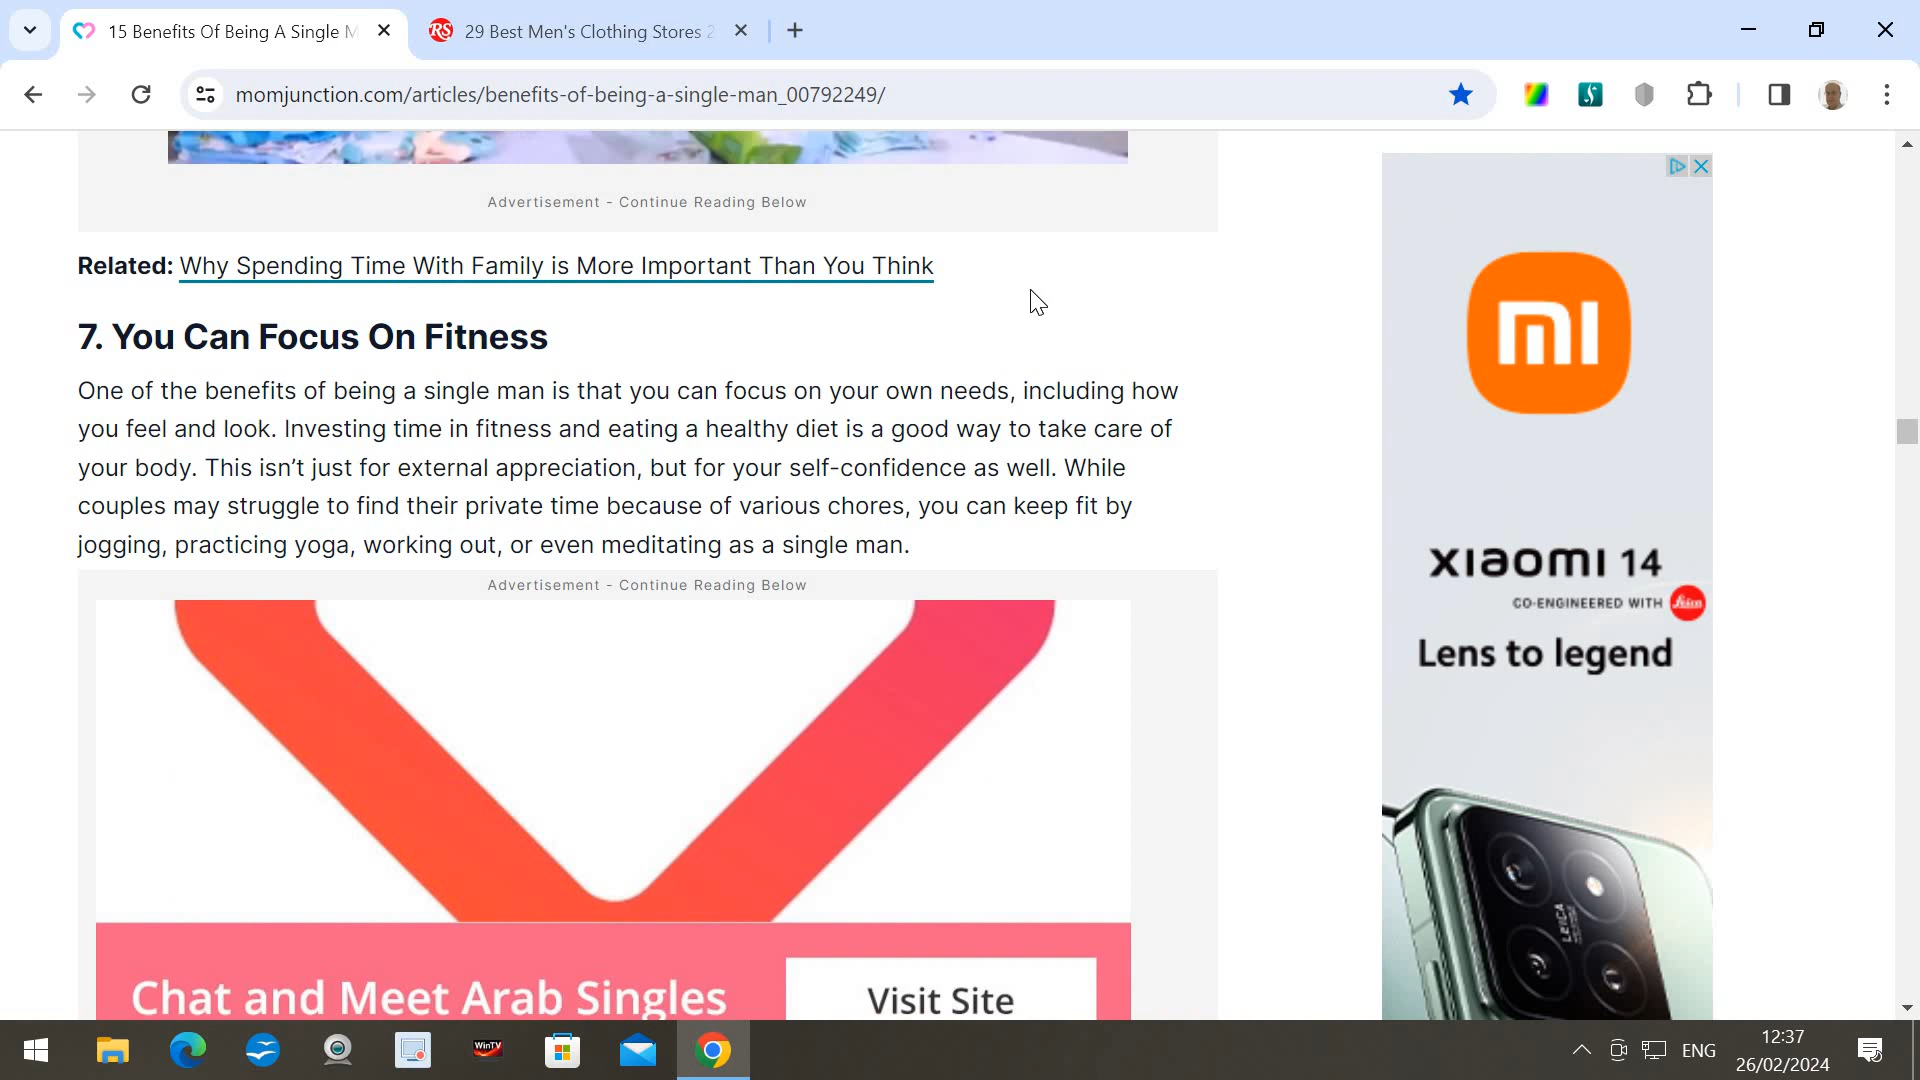 15 Benefits Of Being A Single M
29 Best Men's Clothing Stores 2
momjunction.com/articles/benefits-of-being-a-single-man_00792249/
Advertisement - Continue Reading Below
Related: Why Spending Time With Family is More Important Than You Think
7. You Can Focus On Fitness
One of the benefits of being a single man is that you can focus on your own needs, including how
you feel and look. Investing time in fitness and eating a healthy diet is a good way to take care of
your body. This isn’t just for external appreciation, but for your self-confidence as well. While
couples may struggle to find their private time because of various chores, you can keep fit by
jogging, practicing yoga, working out, or even meditating as a single man.
Advertisement - Continue Reading Below
Chat and Meet Arab Singles
Visit Site
mi
xiaomi 14
CO-ENGINEERED WITH Leica
Lens to legend
LEICA
RS
WinTV
ENG
12:37
26/02/2024